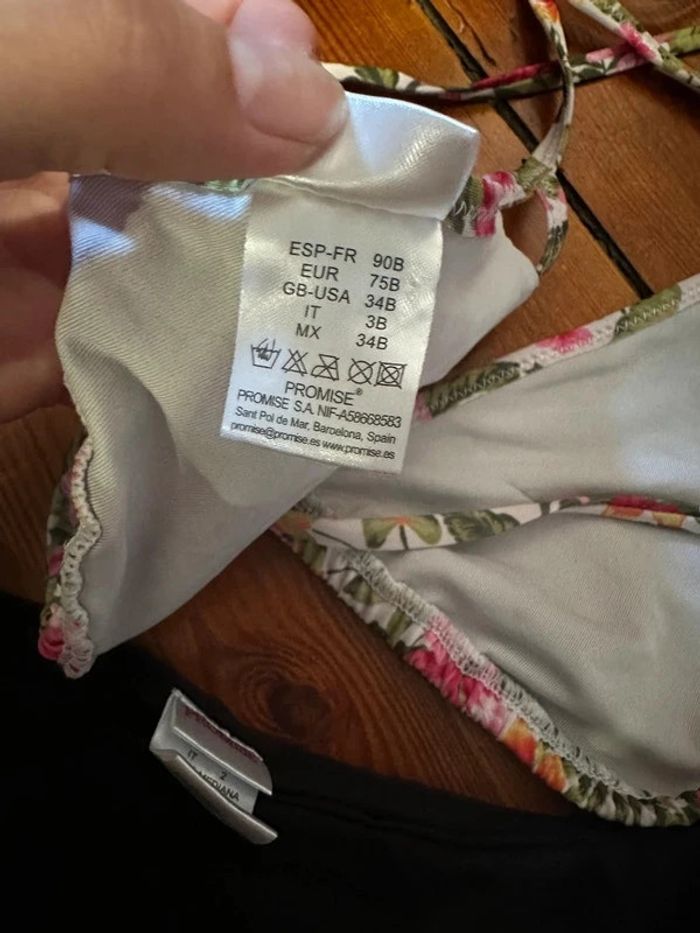 ESP-FR 90B
EUR 75B
GB-USA 34B
IT 3B
MX 34B
PROMISE®
PROMISE S.A. NIF-A58668583
Sant Pol de Mar, Barcelona, Spain
promise@promise.es www.promise.es
2
IT
MEDIANA